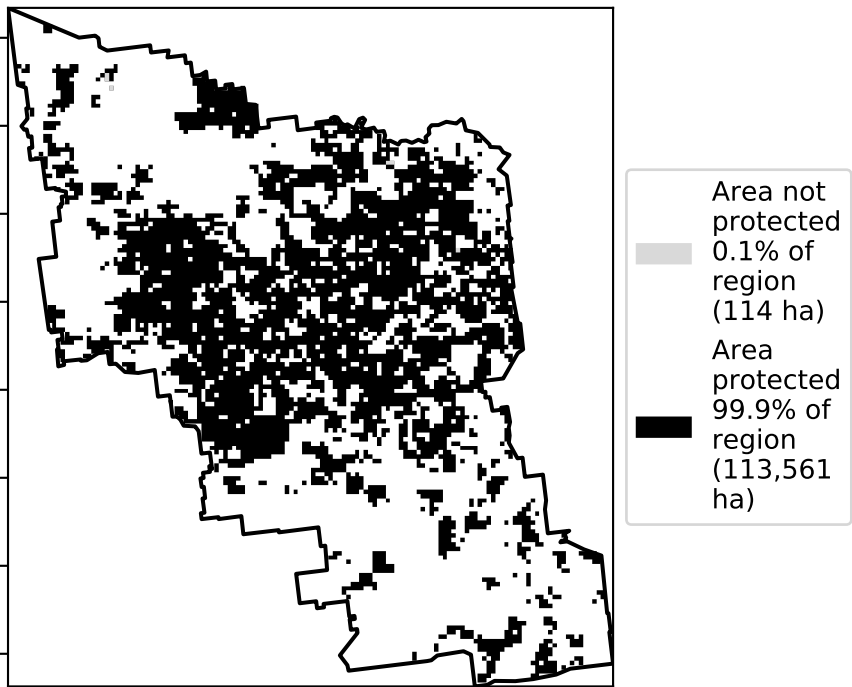 Area not
protected
0.1% of
region
(114 ha)
Area
protected
99.9% of
region
(113,561
ha)